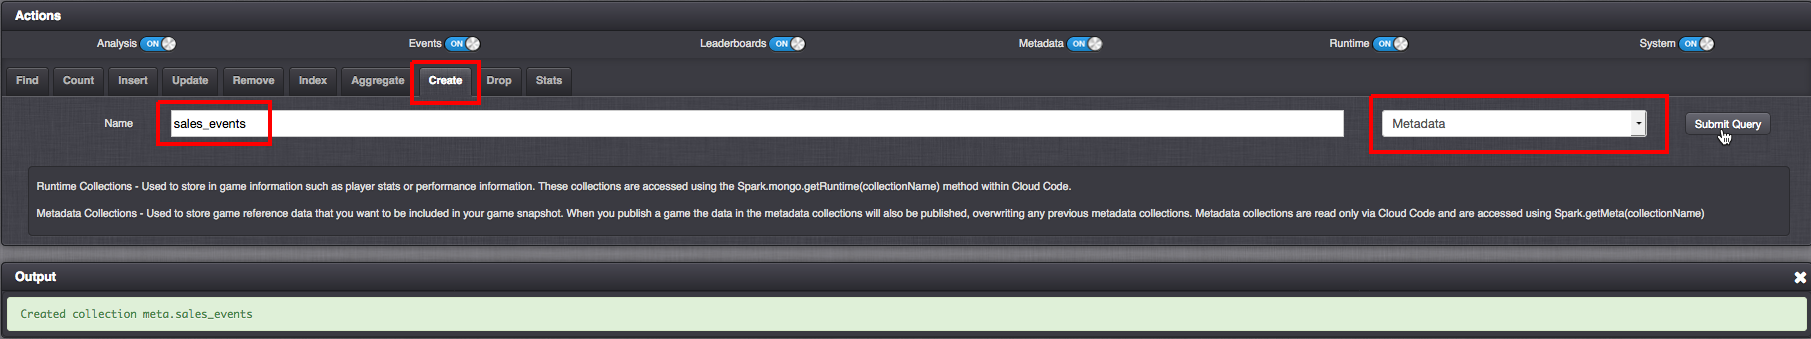 Actions
Analysis ON Events ON Leaderboards ON Metadata ON Runtime ON System ON
Find Count Insert Update Remove Index Aggregate Create Drop Stats
Name sales_events Metadata Submit Query
Runtime Collections - Used to store in game information such as player stats or performance information. These collections are accessed using the Spark.mongo.getRuntime(collectionName) method within Cloud Code.
Metadata Collections - Used to store game reference data that you want to be included in your game snapshot. When you publish a game the data in the metadata collections will also be published, overwriting any previous metadata collections. Metadata collections are read only via Cloud Code and are accessed using Spark.getMeta(collectionName)
Output
Created collection meta.sales_events